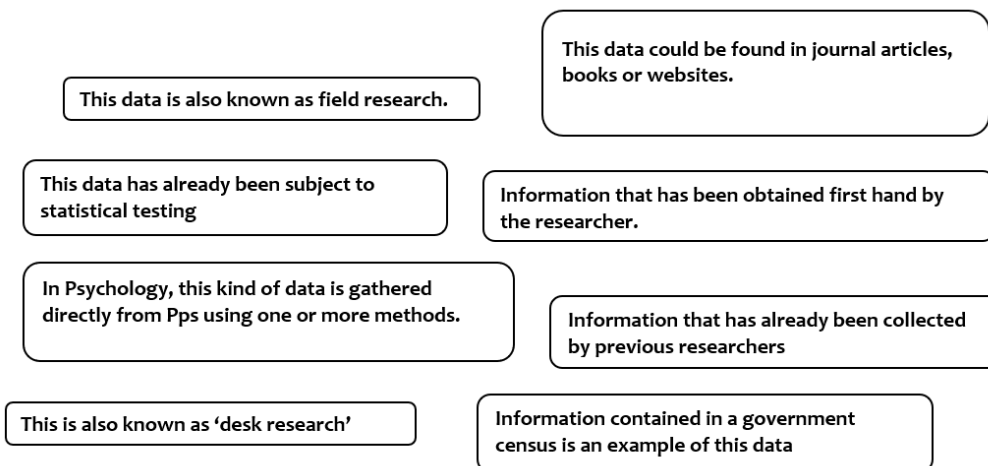 This data could be found in journal articles,
books or websites.
This data is also known as field research.
This data has already been subject to
statistical testing
Information that has been obtained first hand by
the researcher.
In Psychology, this kind of data is gathered
directly from Pps using one or more methods.
Information that has already been collected
by previous researchers
This is also known as ‘desk research’
Information contained in a government
census is an example of this data